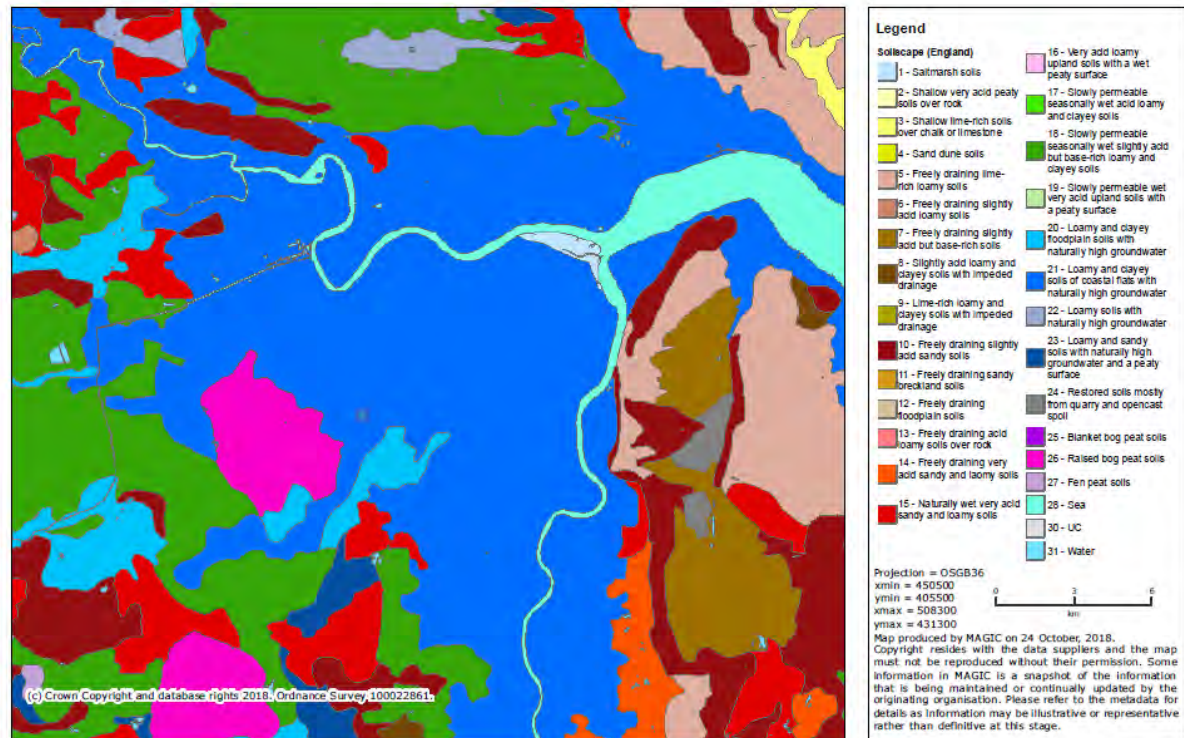 (c) Crown Copyright and database rights 2018. Ordnance Survey 100022861.
Legend
Soilscape (England)
1 - Saltmarsh soils
2 - Shallow very acid peaty
soils over rock
3 - Shallow lime-rich soils
over chalk or limestone
4 - Sand dune soils
5 - Freely draining lime-
rich loamy soils
6 - Freely draining slightly
acid loamy soils
7 - Freely draining slightly
acid but base-rich soils
8 - Slightly acid loamy and
clayey soils with impeded
drainage
9 - Lime-rich loamy and
clayey soils with impeded
drainage
10 - Freely draining slightly
acid sandy soils
11 - Freely draining sandy
breckland soils
12 - Freely draining
floodplain soils
13 - Freely draining acid
loamy soils over rock
14 - Freely draining very
acid sandy and laomy soils
15 - Naturally wet very acid
sandy and loamy soils
16 - Very acid loamy
upland soils with a wet
peaty surface
17 - Slowly permeable
seasonally wet acid loamy
and clayey soils
18 - Slowly permeable
seasonally wet slightly acid
but base-rich loamy and
clayey soils
19 - Slowly permeable wet
very acid upland soils with
a peaty surface
20 - Loamy and clayey
floodplain soils with
naturally high groundwater
21 - Loamy and clayey
soils of coastal flats with
naturally high groundwater
22 - Loamy soils with
naturally high groundwater
23 - Loamy and sandy
soils with naturally high
groundwater and a peaty
surface
24 - Restored soils mostly
from quarry and opencast
spoil
25 - Blanket bog peat soils
26 - Raised bog peat soils
27 - Fen peat soils
28 - Sea
30 - UC
31 - Water
Projection = OSGB36
xmin = 450500
ymin = 405500
xmax = 508300
ymax = 431300
0 3 6
km
Map produced by MAGIC on 24 October, 2018.
Copyright resides with the data suppliers and the map
must not be reproduced without their permission. Some
information in MAGIC is a snapshot of the information
that is being maintained or continually updated by the
originating organisation. Please refer to the metadata for
details as information may be illustrative or representative
rather than definitive at this stage.